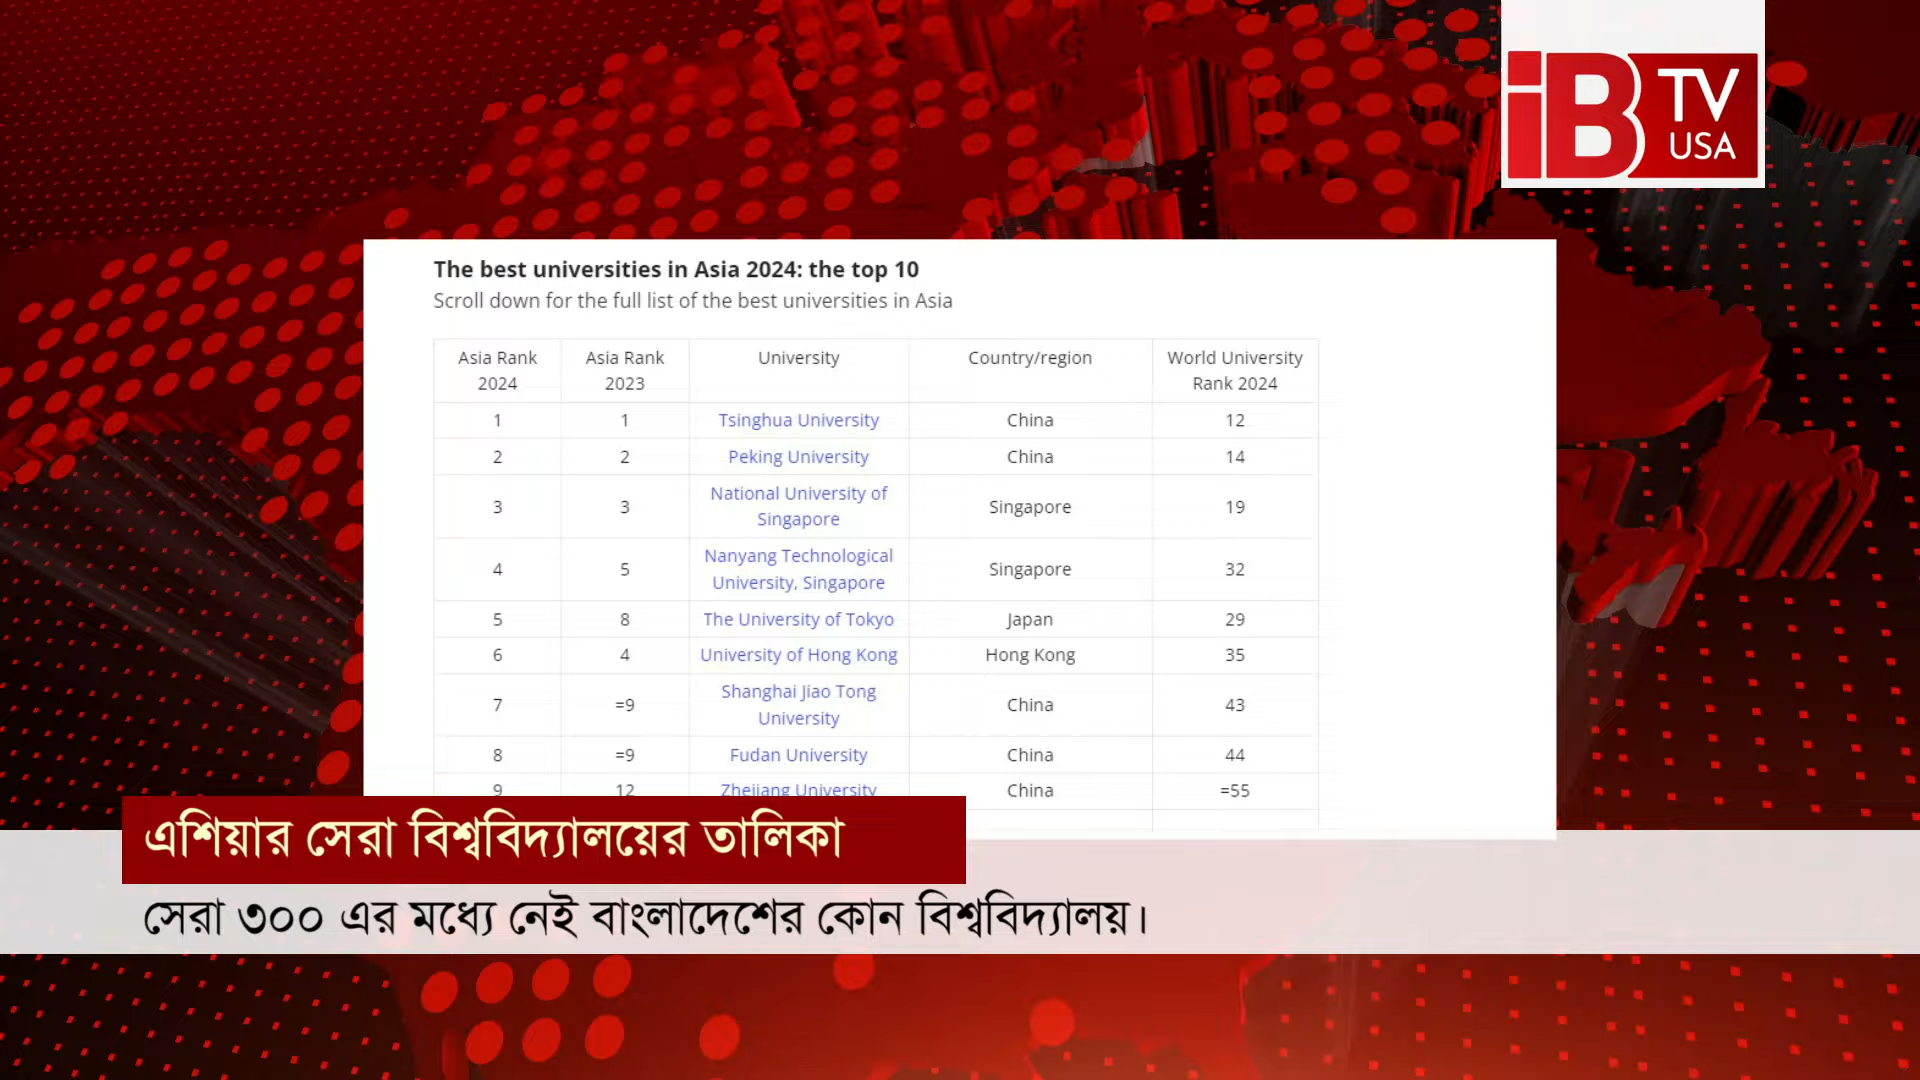 iB TV
USA
The best universities in Asia 2024: the top 10
Scroll down for the full list of the best universities in Asia
Asia Rank 2024 Asia Rank 2023 University Country/region World University Rank 2024
1 1 Tsinghua University China 12
2 2 Peking University China 14
3 3 National University of Singapore Singapore 19
4 5 Nanyang Technological University, Singapore Singapore 32
5 8 The University of Tokyo Japan 29
6 4 University of Hong Kong Hong Kong 35
7 =9 Shanghai Jiao Tong University China 43
8 =9 Fudan University China 44
9 12 Zhejiang University China =55
এশিয়ার সেরা বিশ্ববিদ্যালয়ের তালিকা
সেরা ৩০০ এর মধ্যে নেই বাংলাদেশের কোন বিশ্ববিদ্যালয়।